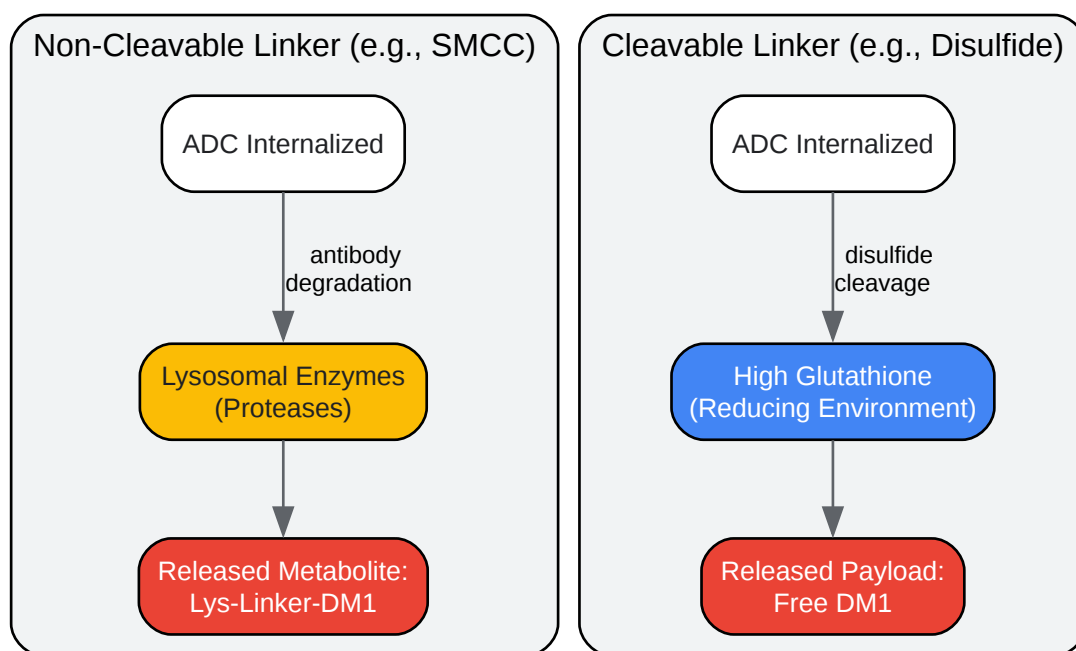 Non-Cleavable Linker (e.g., SMCC)
ADC Internalized
antibody
degradation
Lysosomal Enzymes
(Proteases)
Released Metabolite:
Lys-Linker-DM1
Cleavable Linker (e.g., Disulfide)
ADC Internalized
disulfide
cleavage
High Glutathione
(Reducing Environment)
Released Payload:
Free DM1